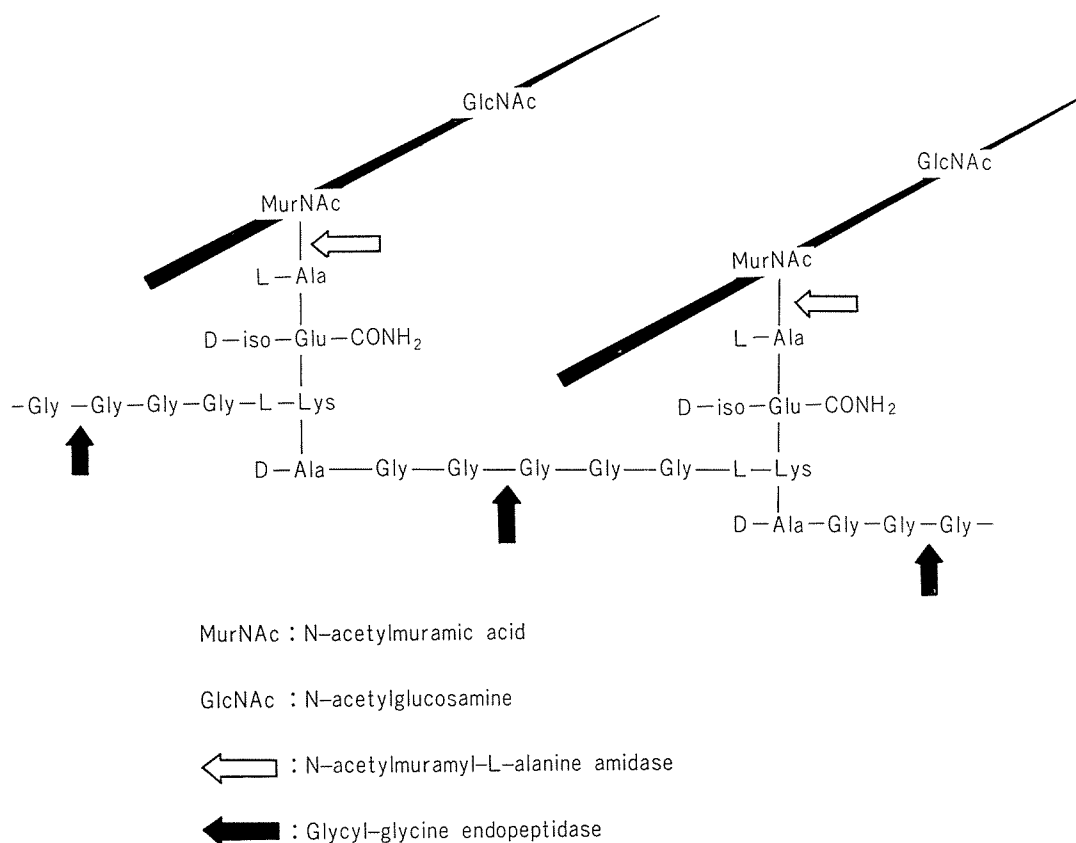 GlcNAc
GlcNAc
MurNAc
MurNAc
L–Ala
L–Ala
D–iso–Glu–CONH₂
D–iso–Glu–CONH₂
–Gly–Gly–Gly–Gly–L–Lys
D–Ala–Gly–Gly–Gly–Gly–Gly–L–Lys
D–Ala–Gly–Gly–Gly–
MurNAc : N–acetylmuramic acid
GlcNAc : N–acetylglucosamine
: N–acetylmuramyl–L–alanine amidase
: Glycyl–glycine endopeptidase